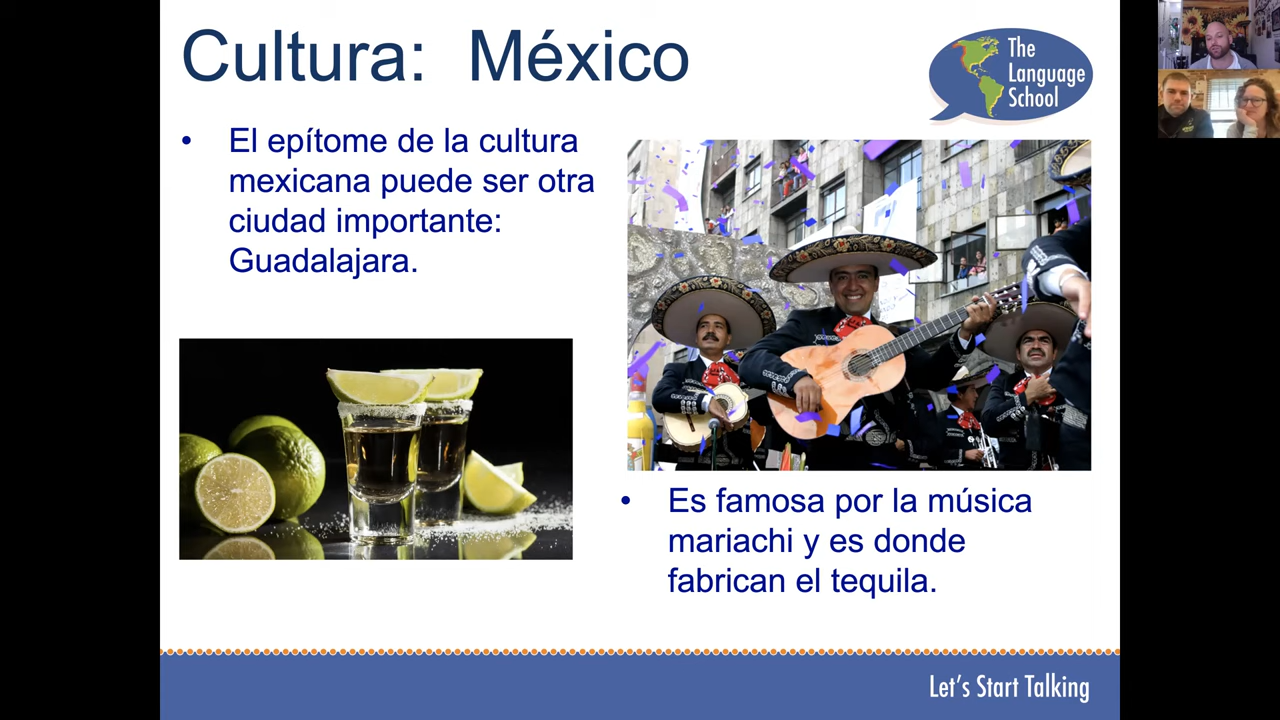 Cultura: México
The
Language
School
• El epítome de la cultura
mexicana puede ser otra
ciudad importante:
Guadalajara.
• Es famosa por la música
mariachi y es donde
fabrican el tequila.
Let's Start Talking